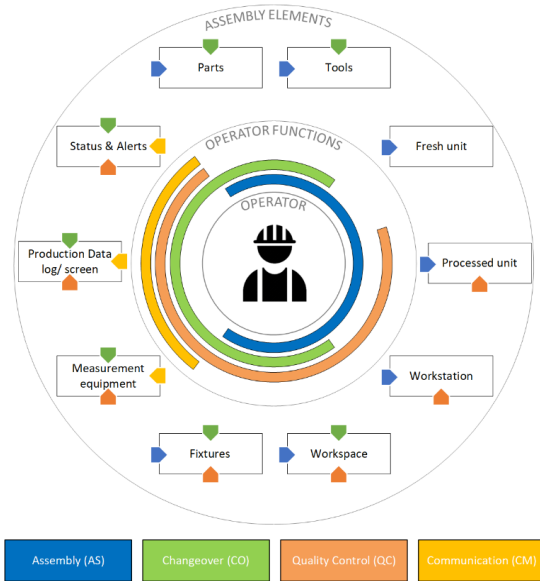 ASSEMBLY ELEMENTS
Parts
Tools
Status & Alerts
OPERATOR FUNCTIONS
Fresh unit
OPERATOR
Production Data
log/ screen
Processed unit
Measurement
equipment
Workstation
Fixtures
Workspace
Assembly (AS)
Changeover (CO)
Quality Control (QC)
Communication (CM)